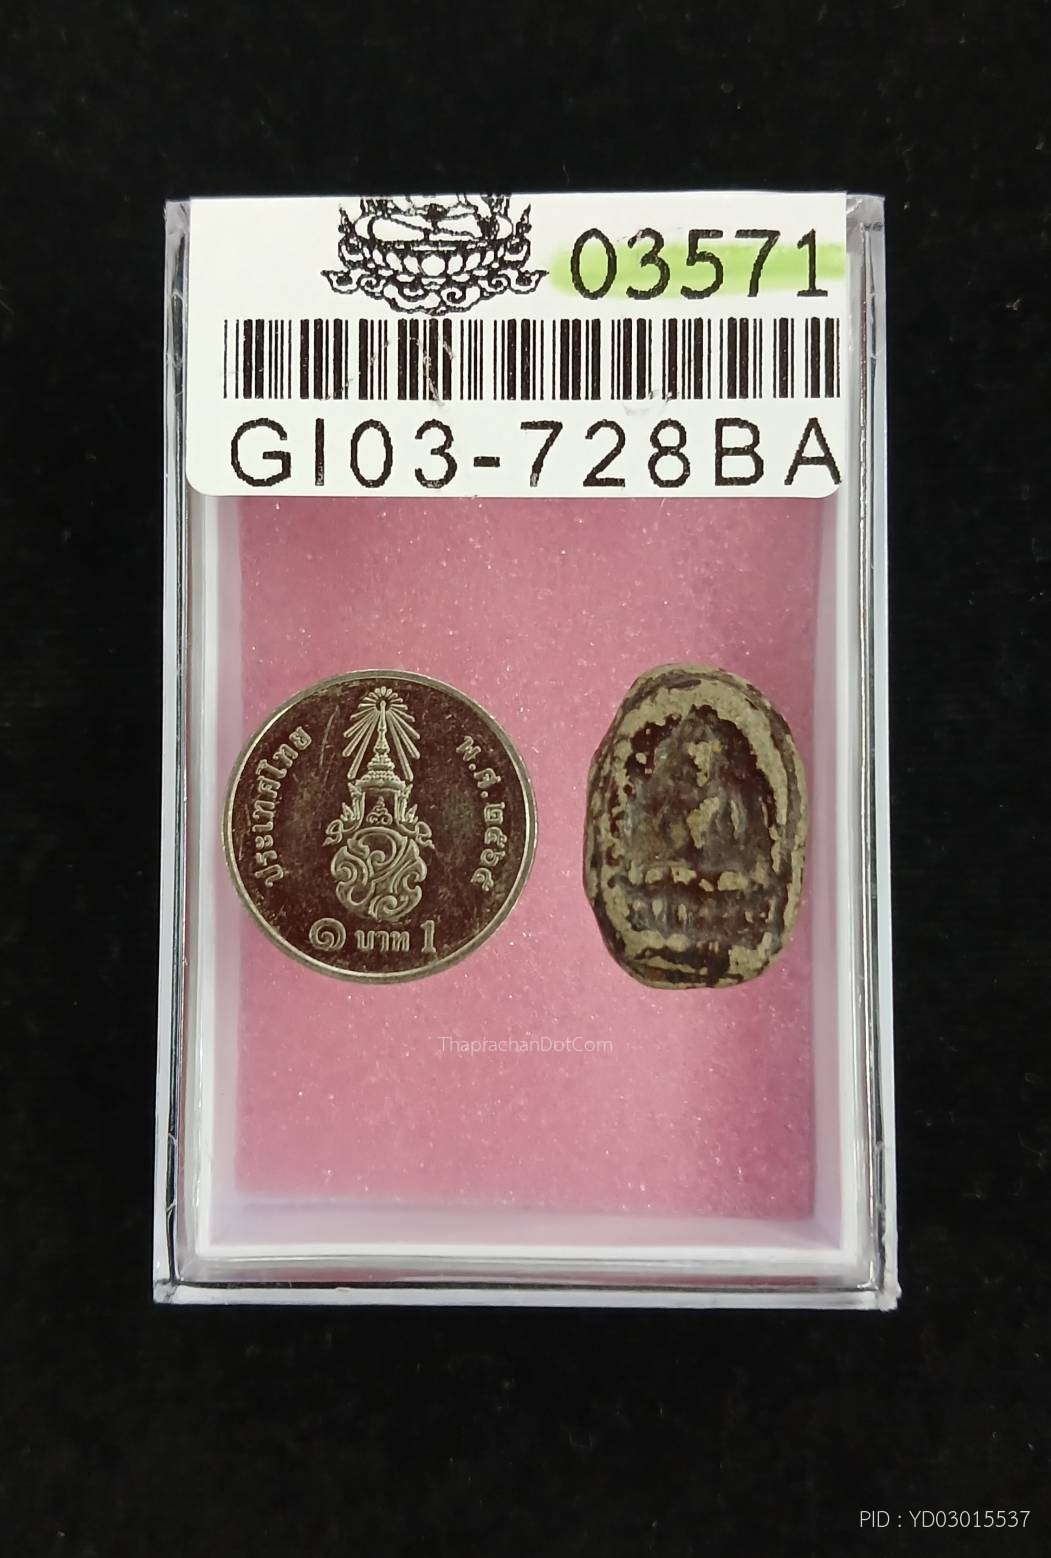 03571
GI03-728BA
ประเทศไทย
พ.ศ.๒๕๖๕
๑ บาท 1
ThaprachanDotCom
PID : YD03015537